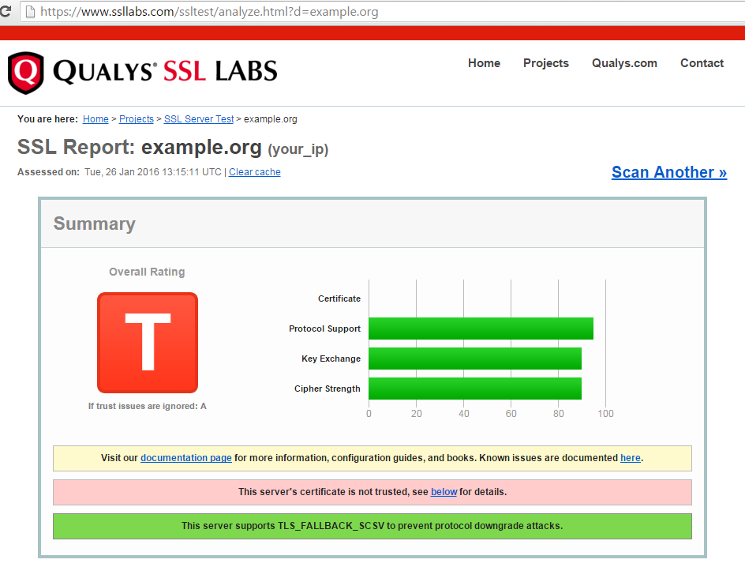 https://www.ssllabs.com/ssltest/analyze.html?d=example.org
Q QUALYS® SSL LABS
Home Projects Qualys.com Contact
You are here: Home > Projects > SSL Server Test > example.org
SSL Report: example.org (your_ip)
Assessed on: Tue, 26 Jan 2016 13:15:11 UTC | Clear cache
Scan Another »
Summary
Overall Rating
T
If trust issues are ignored: A
Certificate
Protocol Support
Key Exchange
Cipher Strength
0 20 40 60 80 100
Visit our documentation page for more information, configuration guides, and books. Known issues are documented here.
This server's certificate is not trusted, see below for details.
This server supports TLS_FALLBACK_SCSV to prevent protocol downgrade attacks.